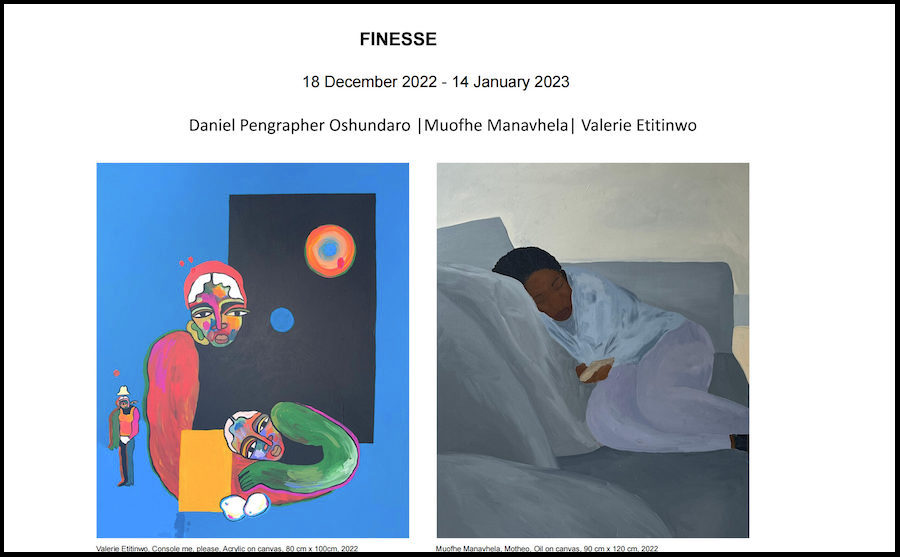 FINESSE
18 December 2022 - 14 January 2023
Daniel Pengrapher Oshundaro |Muofhe Manavhela| Valerie Etitinwo
Valerie Etitinwo, Console me, please, Acrylic on canvas, 80 cm x 100cm, 2022
Muofhe Manavhela, Motheo, Oil on canvas, 90 cm x 120 cm, 2022